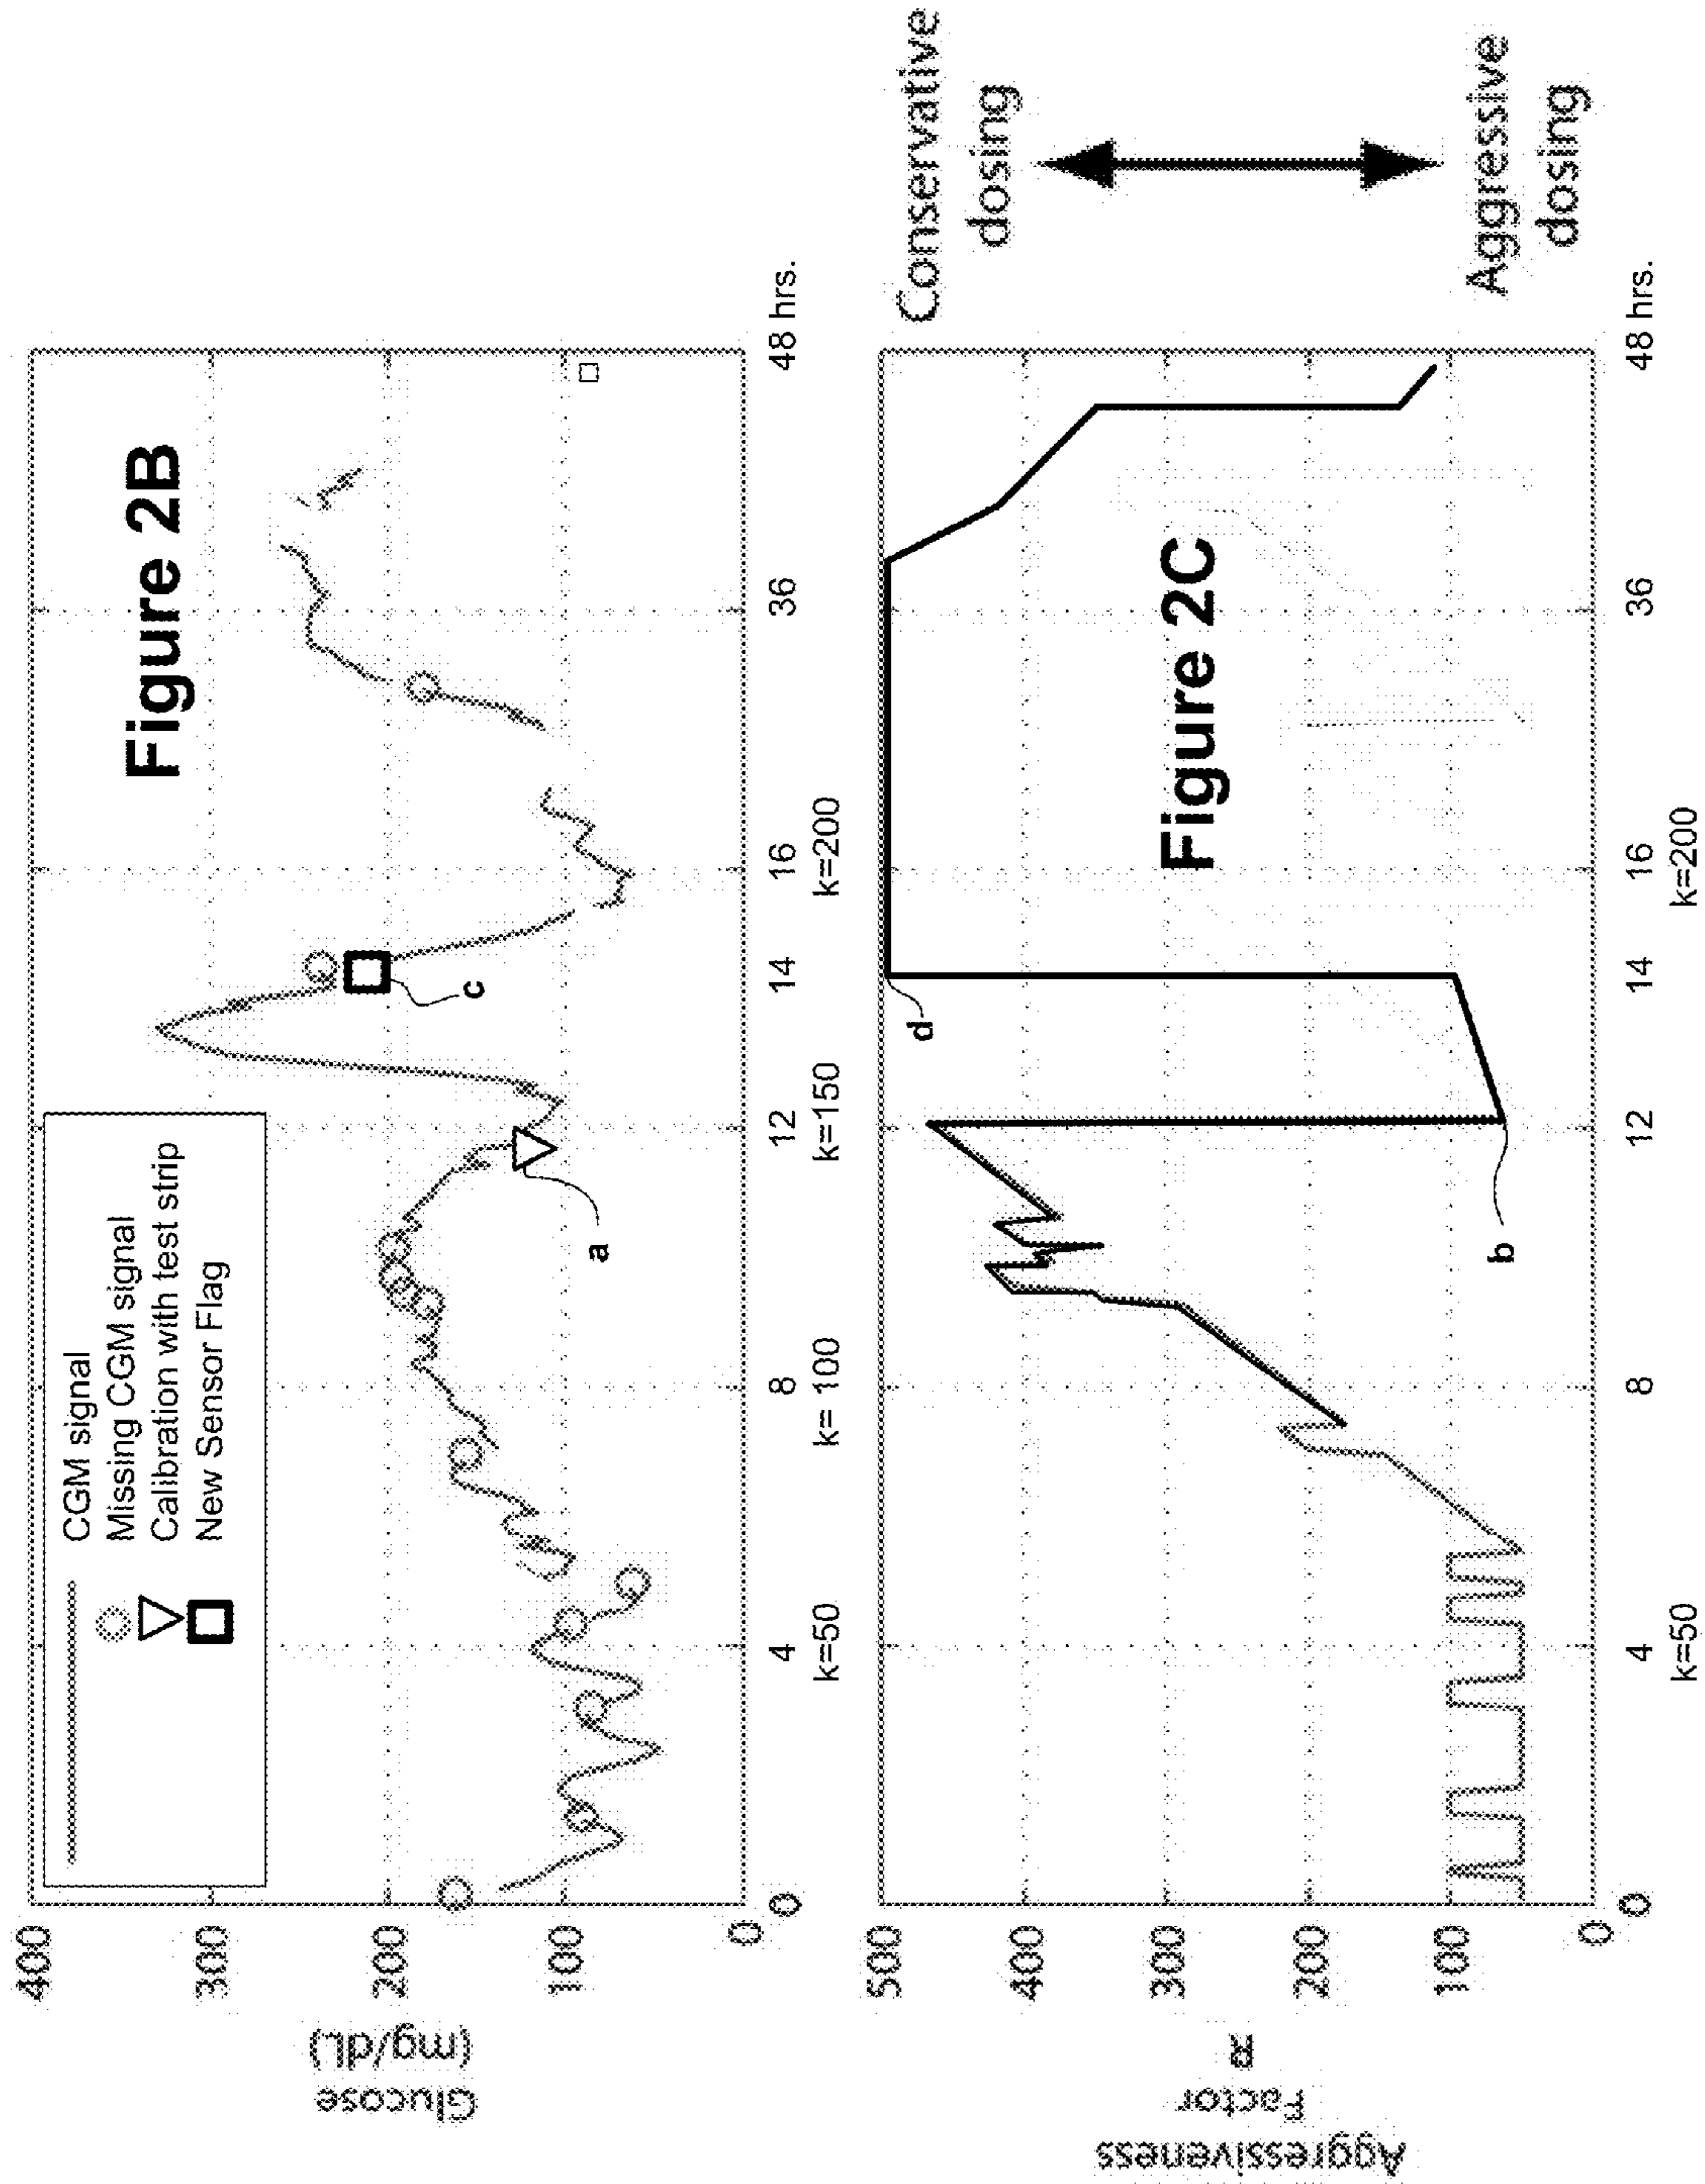 Figure 2B
CGM signal
Missing CGM signal
Calibration with test strip
New Sensor Flag
Glucose
(mg/dL)
400
300
200
100
0
a
c
0
4
8
12
14
16
36
48 hrs.
k=50
k= 100
k=150
k=200
Figure 2C
Aggressiveness
Factor
R
500
400
300
200
100
0
b
d
0
4
8
12
14
16
36
48 hrs.
k=50
k=200
Conservative
dosing
Aggressive
dosing